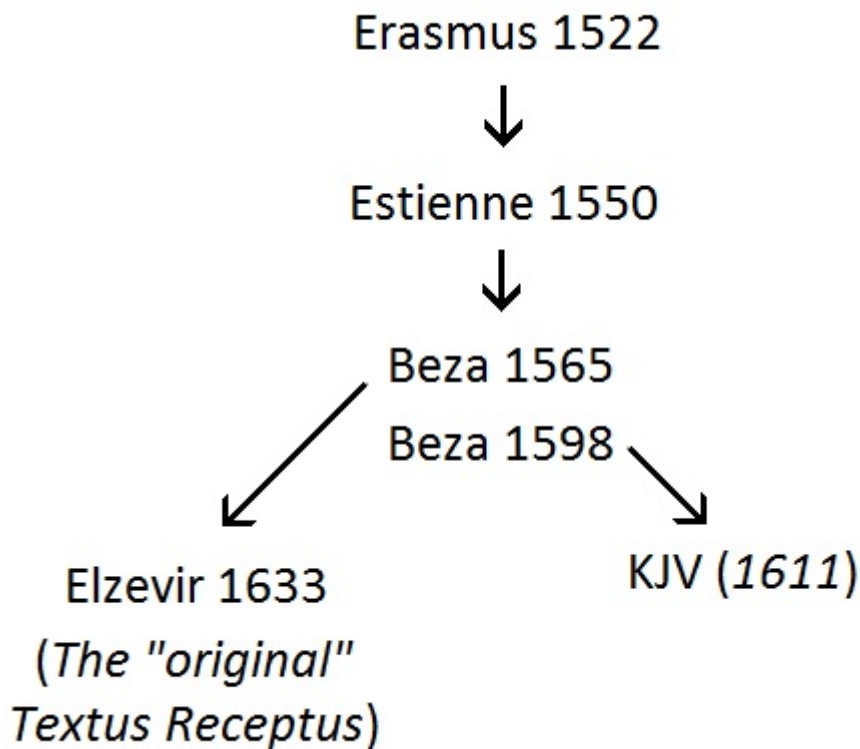 Erasmus 1522
Estienne 1550
Beza 1565
Beza 1598
Elzevir 1633
(The "original"
Textus Receptus)
KJV (1611)